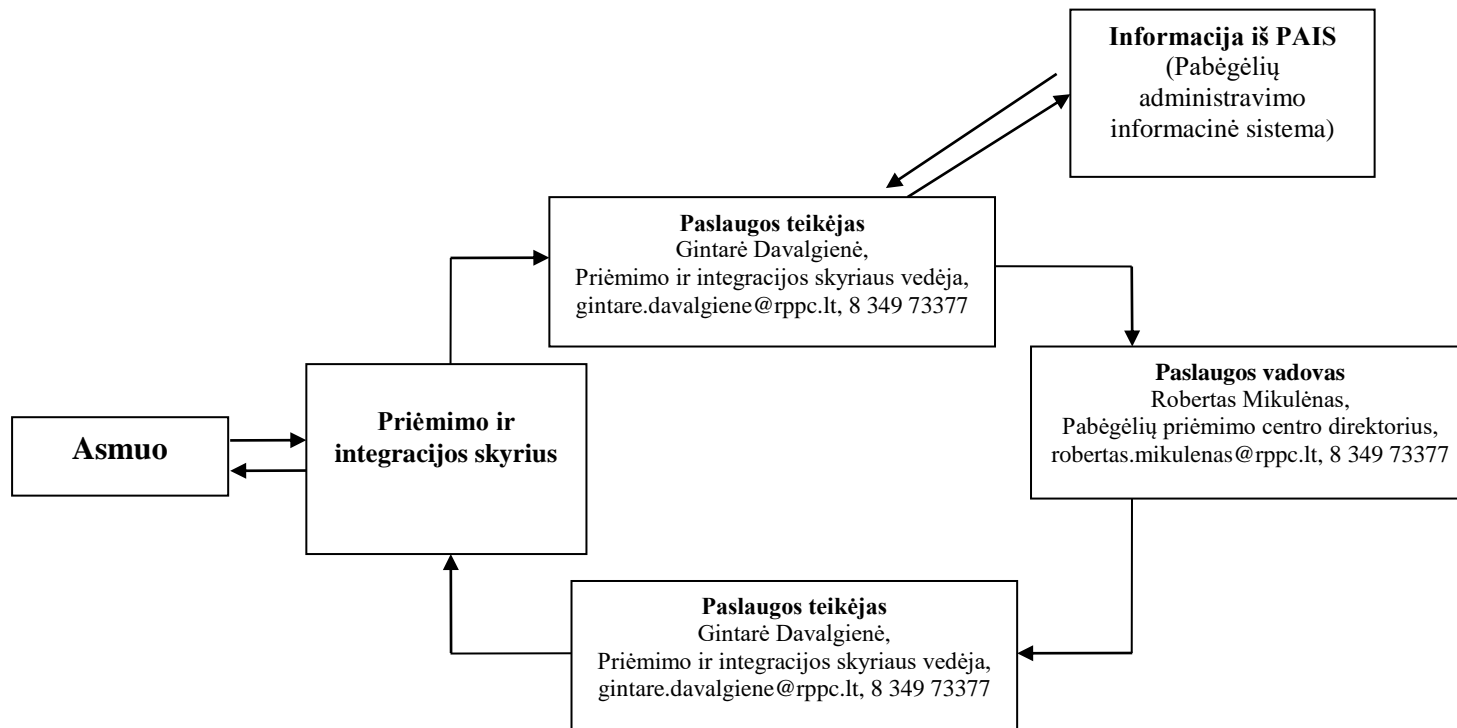 Informacija iš PAIS
(Pabėgėlių
administravimo
informacinė sistema)
Paslaugos teikėjas
Gintarė Davalgienė,
Priėmimo ir integracijos skyriaus vedėja,
gintare.davalgiene@rppc.lt, 8 349 73377
Paslaugos vadovas
Robertas Mikulėnas,
Pabėgėlių priėmimo centro direktorius,
robertas.mikulenas@rppc.lt, 8 349 73377
Priėmimo ir
integracijos skyrius
Asmuo
Paslaugos teikėjas
Gintarė Davalgienė,
Priėmimo ir integracijos skyriaus vedėja,
gintare.davalgiene@rppc.lt, 8 349 73377